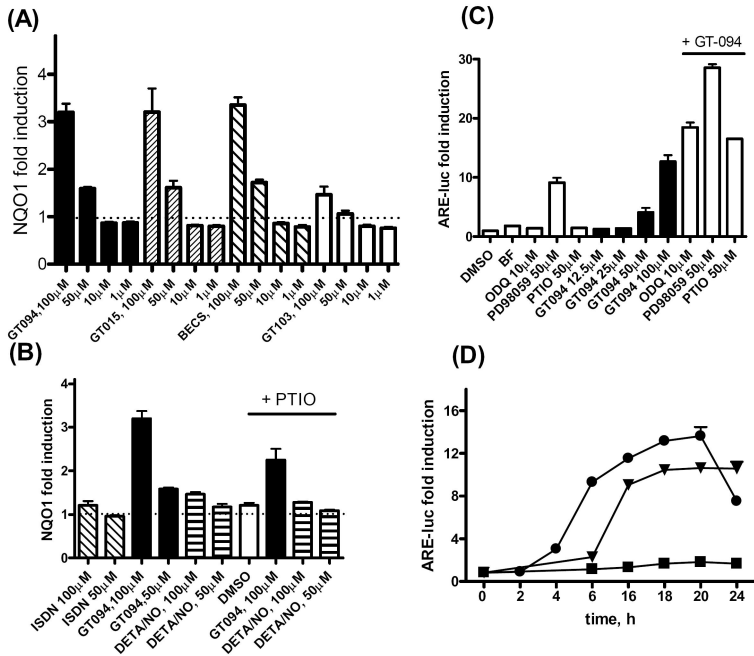 (A)
NQO1 fold induction
4
3
2
1
0
GT094,100μM
50μM
10μM
1μM
GT015, 100μM
50μM
10μM
1μM
BECS, 100μM
50μM
10μM
1μM
GT103, 100μM
50μM
10μM
1μM
(B)
NQO1 fold induction
4
3
2
1
0
+ PTIO
ISDN 100μM
ISDN 50μM
GT094,100μM
GT094,50μM
DETA/NO, 100μM
DETA/NO, 50μM
DMSO
GT094, 100μM
DETA/NO, 100μM
DETA/NO, 50μM
(C)
+ GT-094
ARE-luc fold induction
30
20
10
0
DMSO
BF
ODQ 10μM
PD98059 50μM
PTIO 50μM
GT094 12.5μM
GT094 25μM
GT094 50μM
GT094 100μM
ODQ 10μM
PD98059 50μM
PTIO 50μM
(D)
ARE-luc fold induction
16
12
8
4
0
0
2
4
6
16
18
20
24
time, h